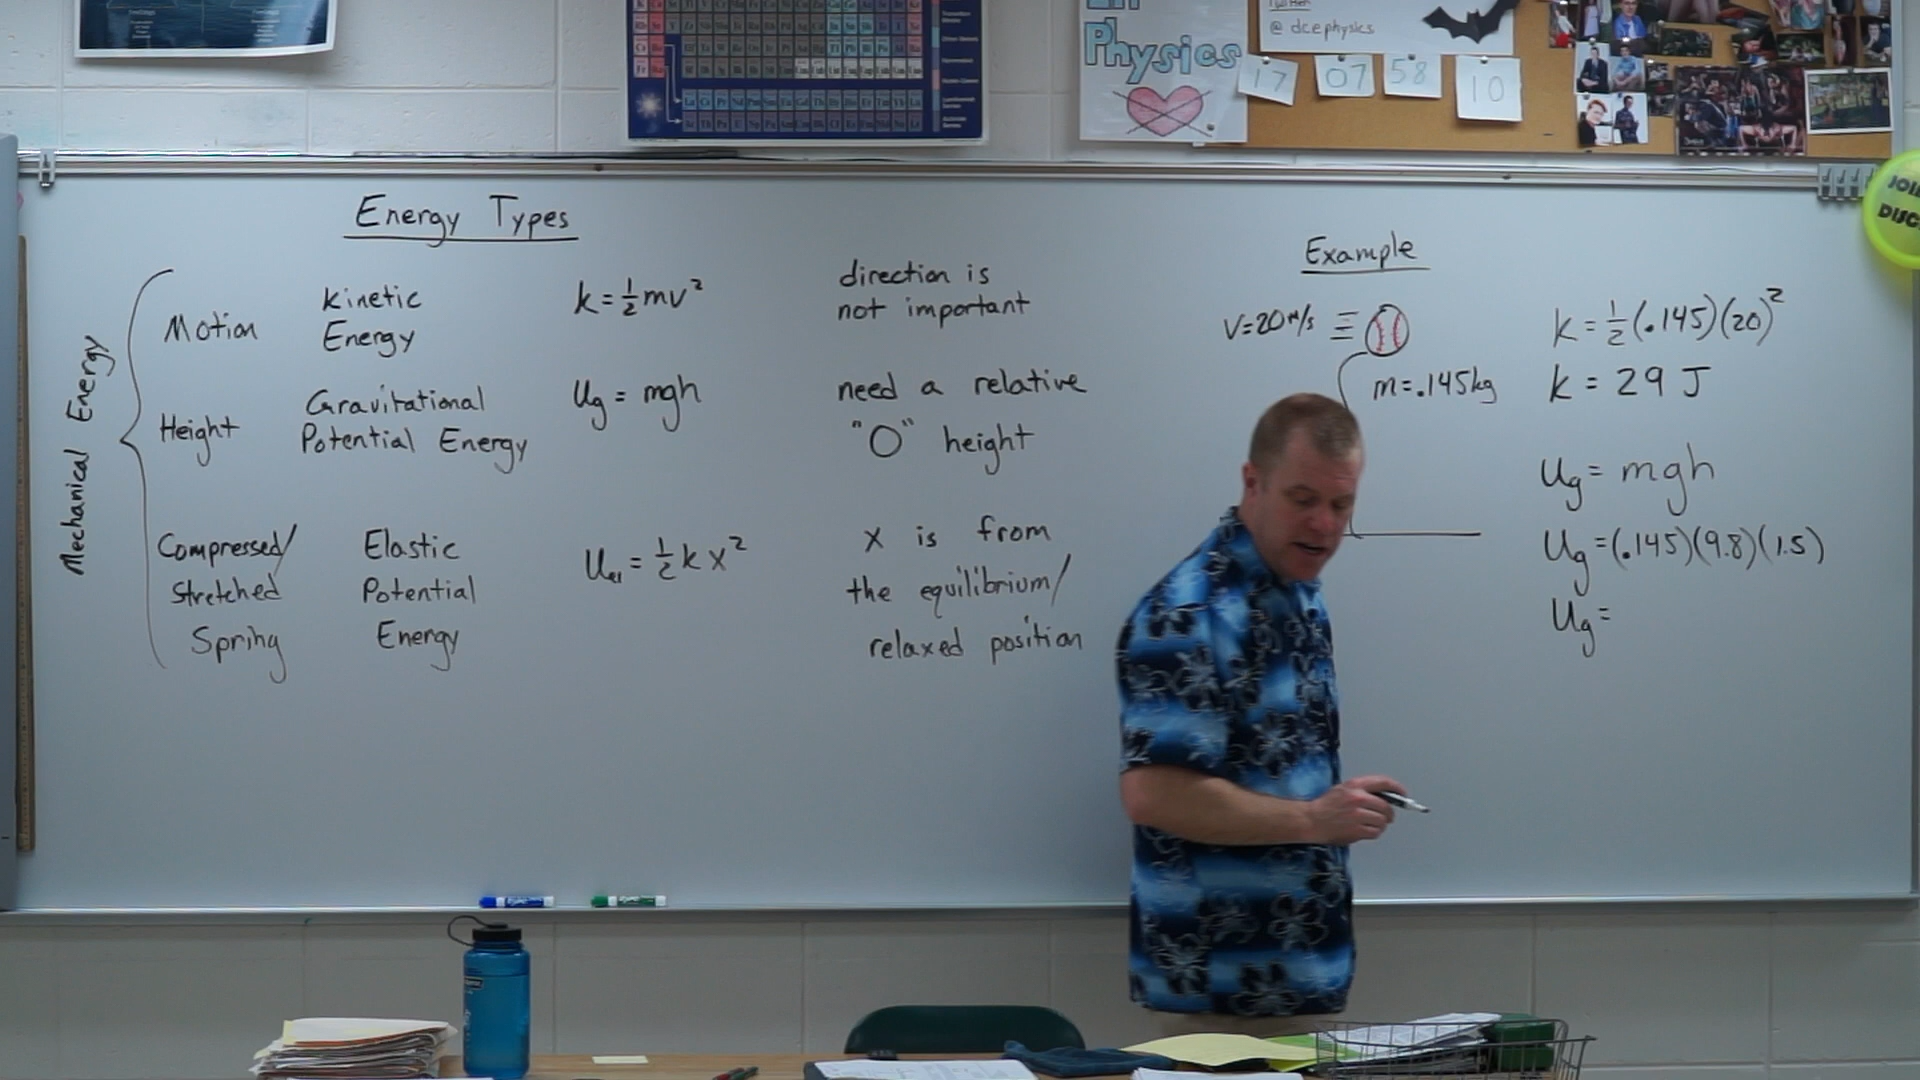 Physics
@dcephysics
17 07 58 10
JOIN
DISC
Energy Types
Mechanical Energy
Motion
Kinetic
Energy
k = ½mv²
direction is
not important
Height
Gravitational
Potential Energy
Ug = mgh
need a relative
"O" height
Compressed/
Stretched
Spring
Elastic
Potential
Energy
Uel = ½kx²
x is from
the equilibrium/
relaxed position
Example
V=20 m/s
m=.145kg
k = ½(.145)(20)²
k = 29 J
Ug = mgh
Ug =(.145)(9.8)(1.5)
Ug =